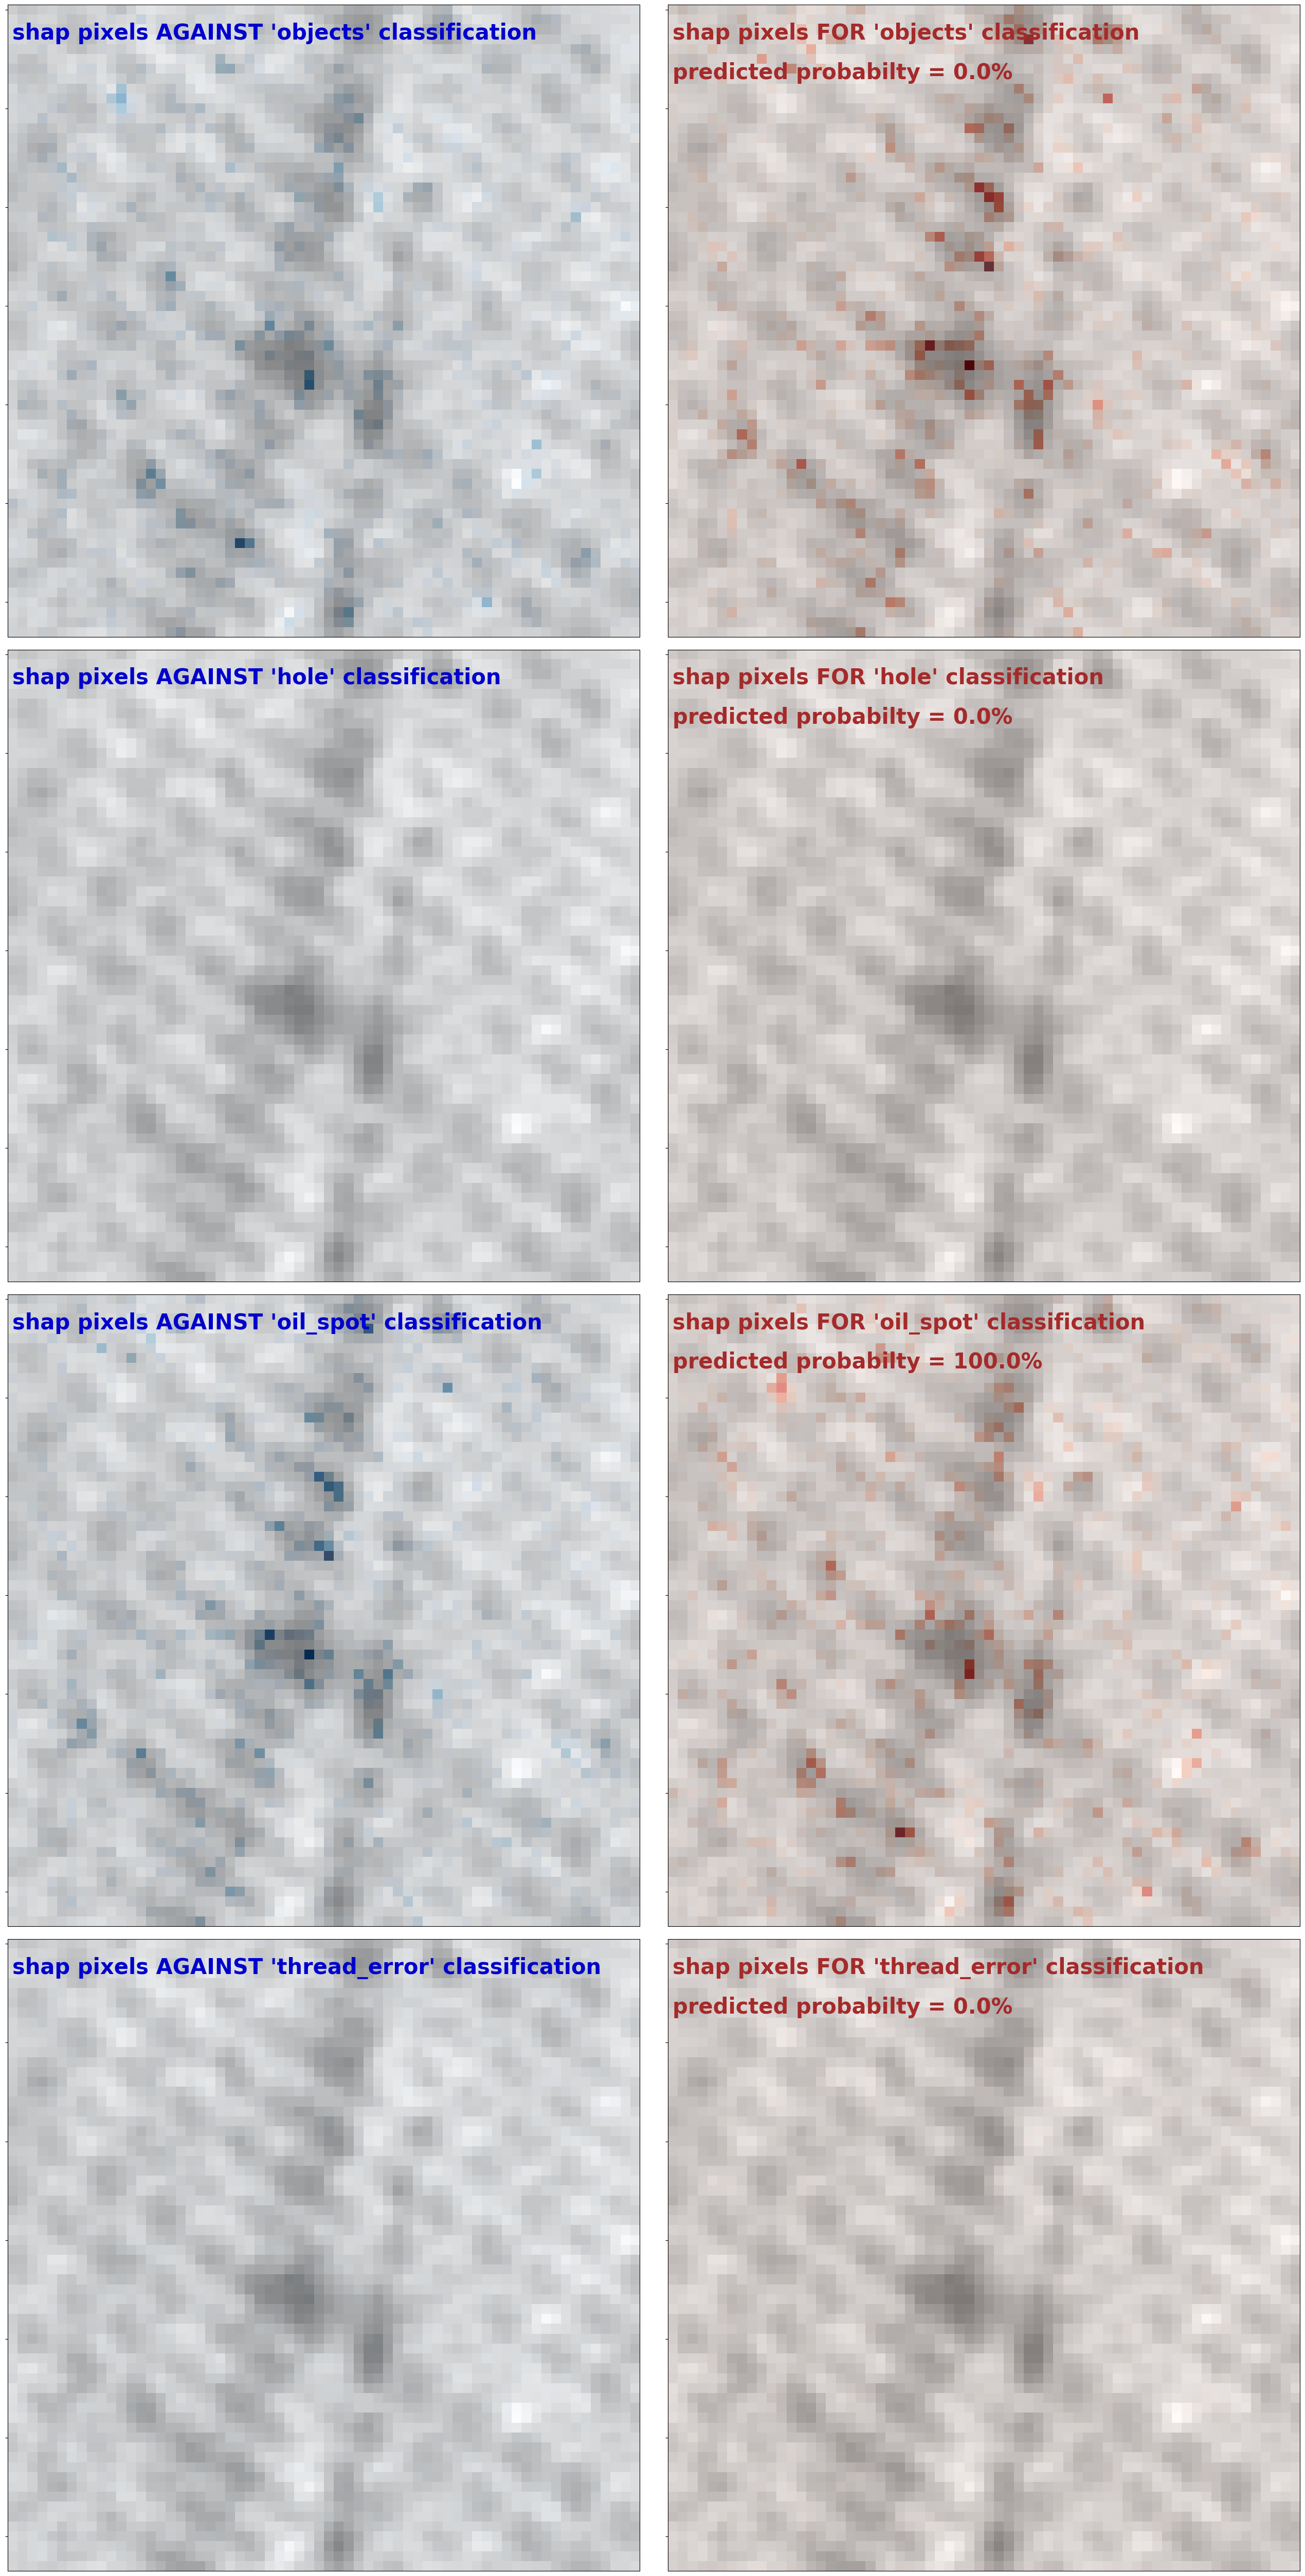 shap pixels AGAINST 'objects' classification
shap pixels FOR 'objects' classification
predicted probabilty = 0.0%
shap pixels AGAINST 'hole' classification
shap pixels FOR 'hole' classification
predicted probabilty = 0.0%
shap pixels AGAINST 'oil_spot' classification
shap pixels FOR 'oil_spot' classification
predicted probabilty = 100.0%
shap pixels AGAINST 'thread_error' classification
shap pixels FOR 'thread_error' classification
predicted probabilty = 0.0%